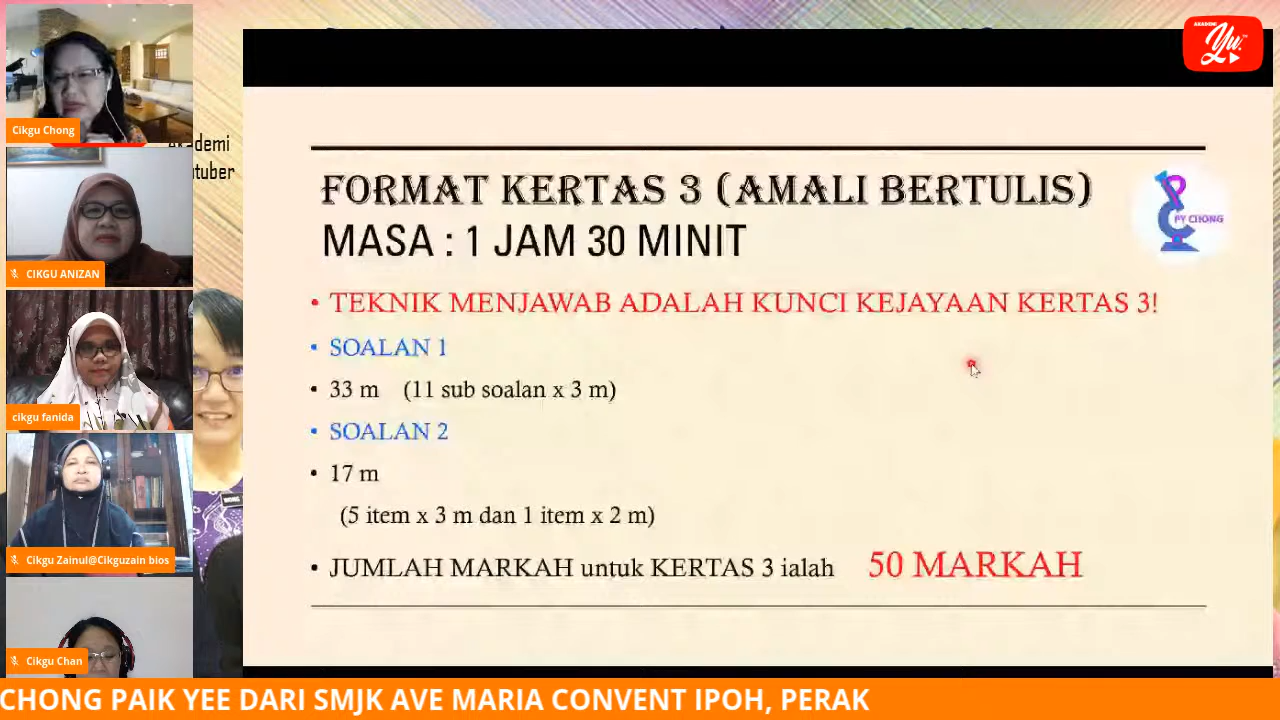 Cikgu Chong
CIKGU ANIZAN
cikgu fanida
Cikgu Zainul@Cikguzain bios
Cikgu Chan
AKADEMI
Yu.
FORMAT KERTAS 3 (AMALI BERTULIS)
MASA : 1 JAM 30 MINIT
PY CHONG
• TEKNIK MENJAWAB ADALAH KUNCI KEJAYAAN KERTAS 3!
• SOALAN 1
• 33 m (11 sub soalan x 3 m)
• SOALAN 2
• 17 m
(5 item x 3 m dan 1 item x 2 m)
• JUMLAH MARKAH untuk KERTAS 3 ialah 50 MARKAH
CHONG PAIK YEE DARI SMJK AVE MARIA CONVENT IPOH, PERAK